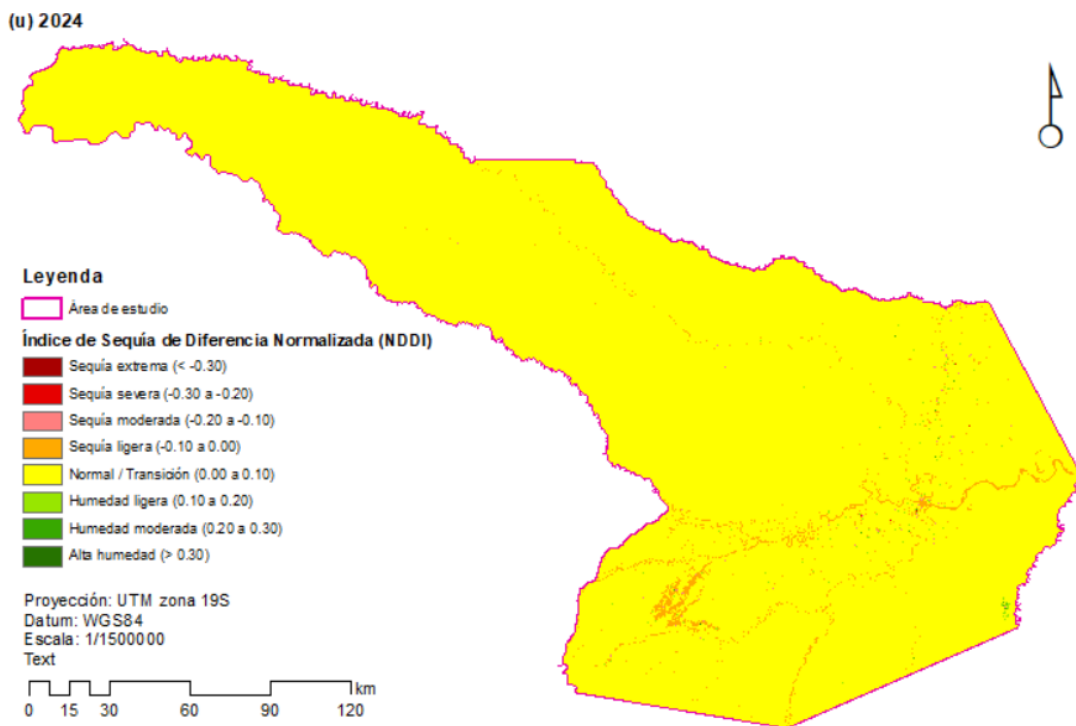 (u) 2024
Leyenda
Área de estudio
Índice de Sequía de Diferencia Normalizada (NDDI)
Sequía extrema (< -0.30)
Sequía severa (-0.30 a -0.20)
Sequía moderada (-0.20 a -0.10)
Sequía ligera (-0.10 a 0.00)
Normal / Transición (0.00 a 0.10)
Humedad ligera (0.10 a 0.20)
Humedad moderada (0.20 a 0.30)
Alta humedad (> 0.30)
Proyección: UTM zona 19S
Datum: WGS84
Escala: 1/1500000
Text
km
0 15 30 60 90 120